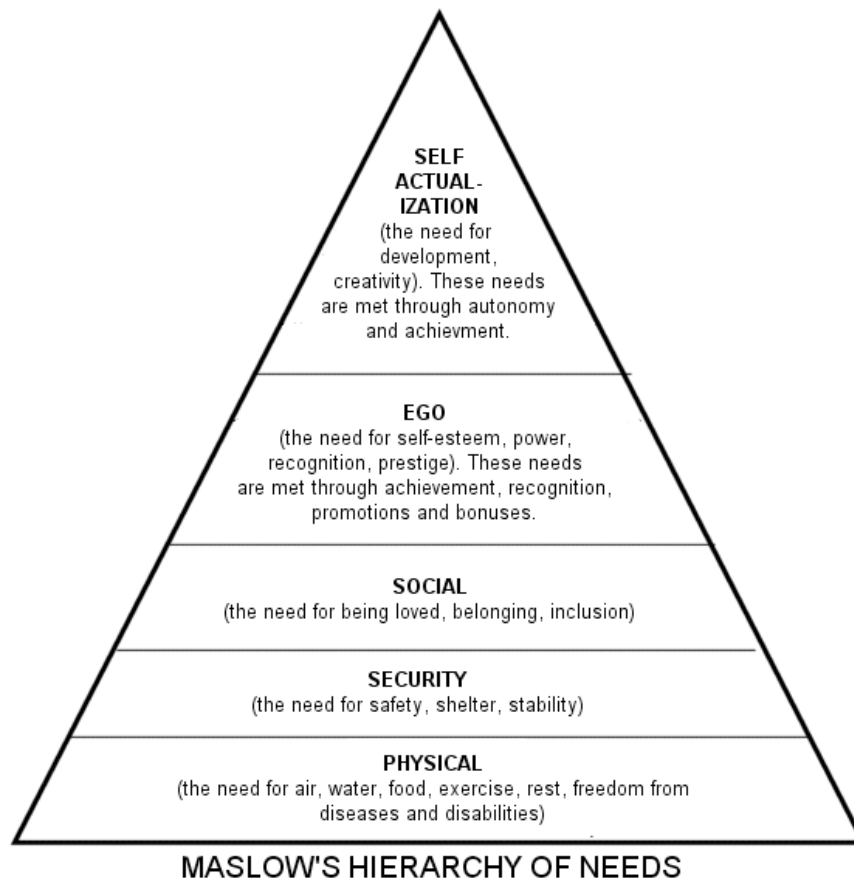 SELF
ACTUAL-
IZATION
(the need for
development,
creativity). These needs
are met through autonomy
and achievment.
EGO
(the need for self-esteem, power,
recognition, prestige). These needs
are met through achievement, recognition,
promotions and bonuses.
SOCIAL
(the need for being loved, belonging, inclusion)
SECURITY
(the need for safety, shelter, stability)
PHYSICAL
(the need for air, water, food, exercise, rest, freedom from
diseases and disabilities)
MASLOW'S HIERARCHY OF NEEDS